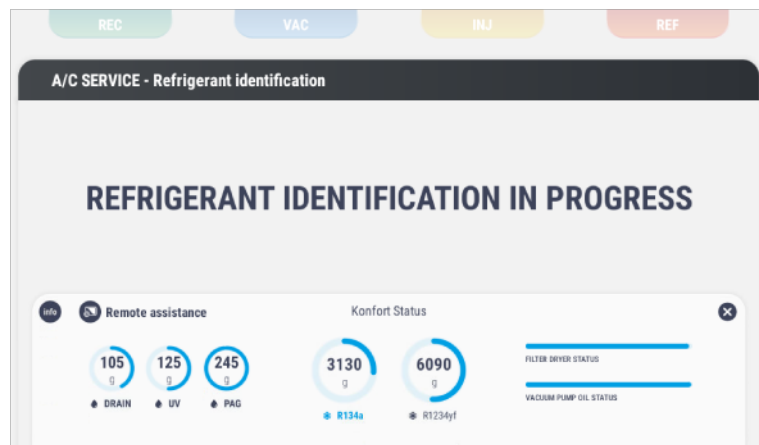 REC VAC INJ REF
A/C SERVICE - Refrigerant identification
REFRIGERANT IDENTIFICATION IN PROGRESS
info Remote assistance Konfort Status
105 125 245 3130 6090
g g g g g
FILTER DRYER STATUS
VACUUM PUMP OIL STATUS
DRAIN UV PAG R134a R1234yf